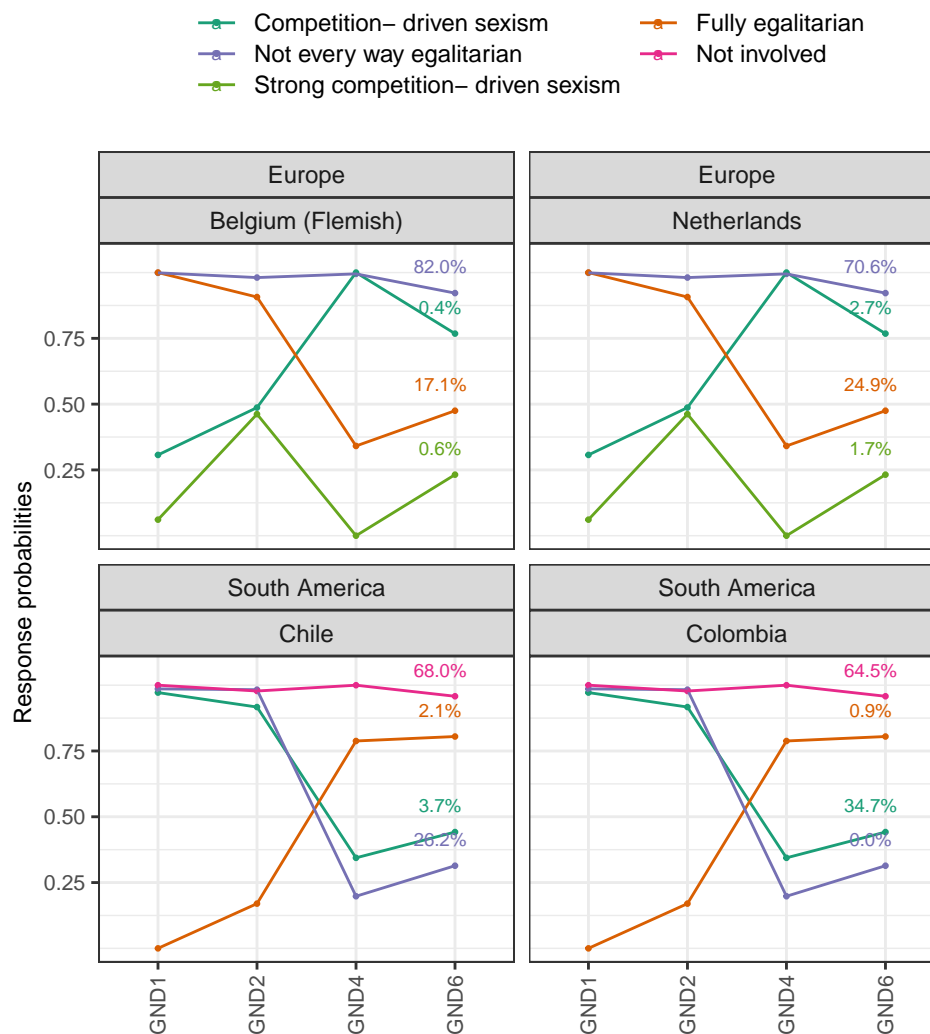 Competition− driven sexism
Fully egalitarian
Not every way egalitarian
Not involved
Strong competition− driven sexism
Europe
Europe
Belgium (Flemish)
Netherlands
82.0%
70.6%
0.4%
2.7%
0.75
17.1%
24.9%
0.50
0.6%
1.7%
0.25
Response probabilities
South America
South America
Chile
Colombia
68.0%
64.5%
2.1%
0.9%
0.75
3.7%
34.7%
0.50
26.2%
0.0%
0.25
GND1
GND2
GND4
GND6
GND1
GND2
GND4
GND6